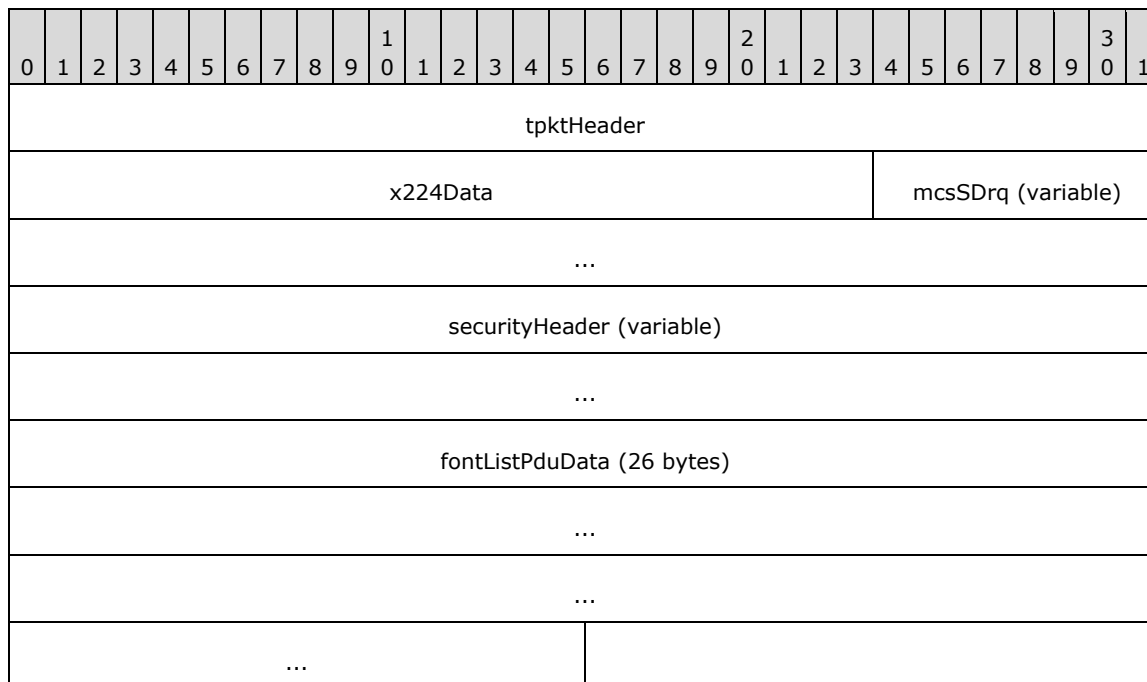 1 2 3
0 1 2 3 4 5 6 7 8 9 0 1 2 3 4 5 6 7 8 9 0 1 2 3 4 5 6 7 8 9 0 1
tpktHeader
x224Data mcsSDrq (variable)
...
securityHeader (variable)
...
fontListPduData (26 bytes)
...
...
...